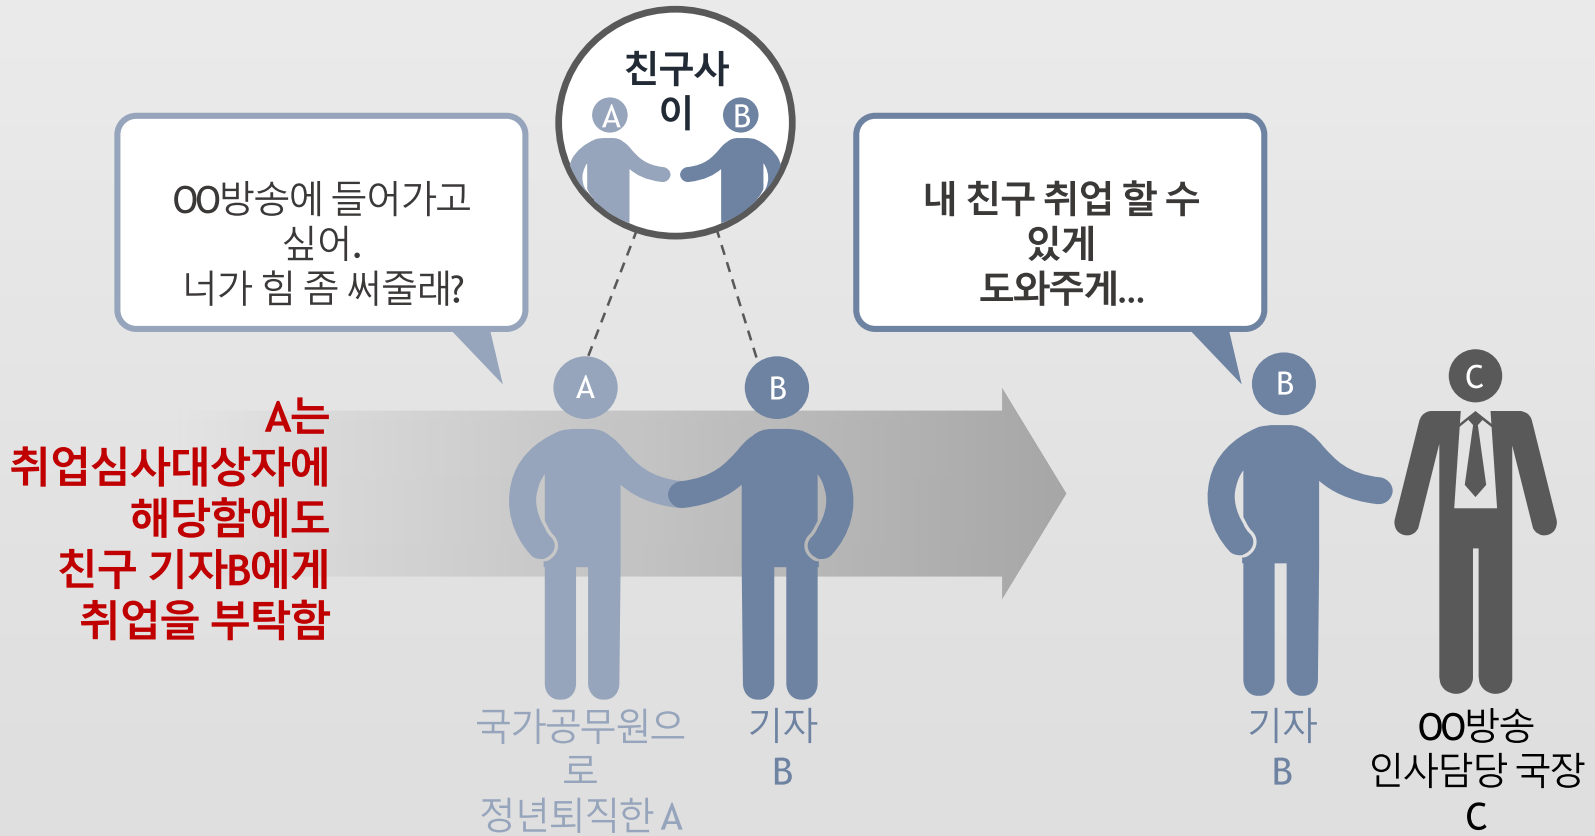 친구사
이
A
B
OO방송에 들어가고
싶어.
너가 힘 좀 써줄래?
내 친구 취업 할 수
있게
도와주게...
A는
취업심사대상자에
해당함에도
친구 기자B에게
취업을 부탁함
A
B
B
C
국가공무원으
로
정년퇴직한 A
기자
B
기자
B
OO방송
인사담당 국장
C